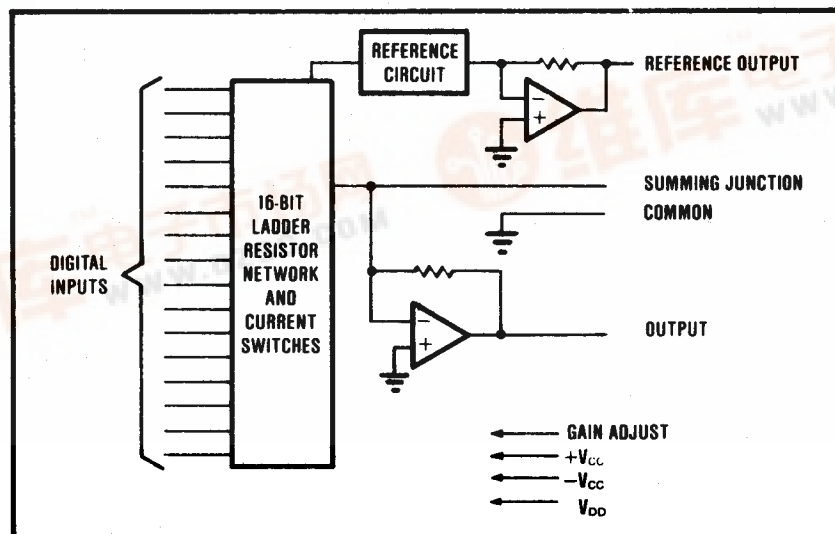 REFERENCE
CIRCUIT
REFERENCE OUTPUT
SUMMING JUNCTION
COMMON
16-BIT
LADDER
RESISTOR
NETWORK
AND
CURRENT
SWITCHES
DIGITAL
INPUTS
OUTPUT
GAIN ADJUST
+VCC
−VCC
VDD